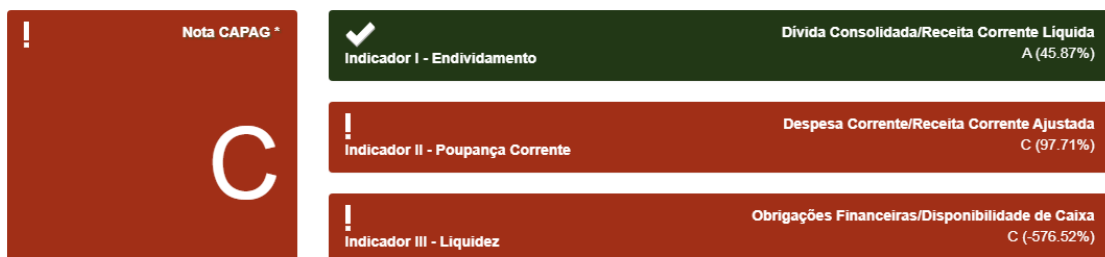 Nota CAPAG *
C
Indicador I - Endividamento
Dívida Consolidada/Receita Corrente Líquida
A (45.87%)
Indicador II - Poupança Corrente
Despesa Corrente/Receita Corrente Ajustada
C (97.71%)
Indicador III - Liquidez
Obrigações Financeiras/Disponibilidade de Caixa
C (-576.52%)